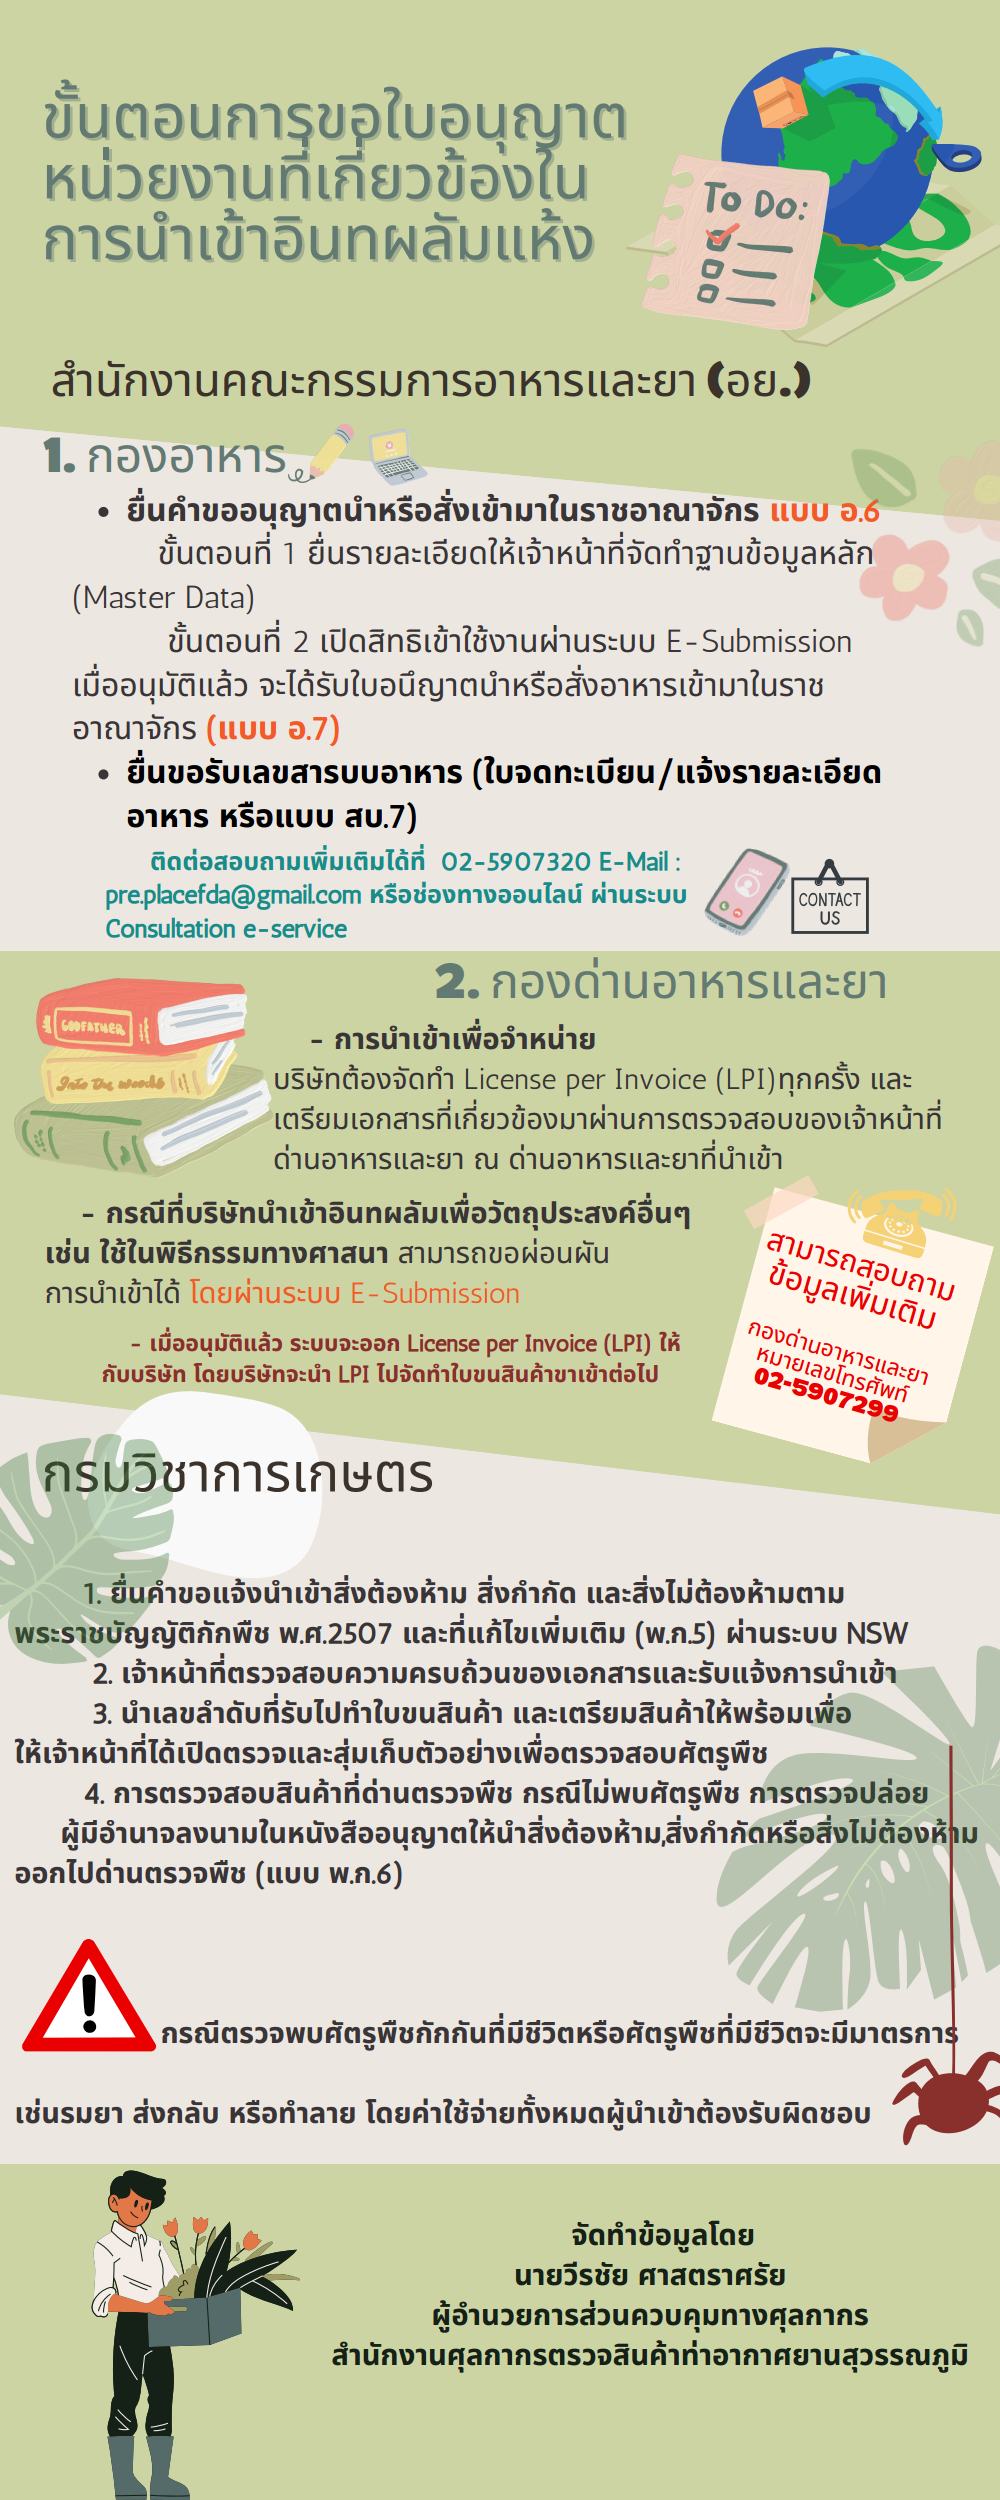 ขั้นตอนการขอใบอนุญาต
หน่วยงานที่เกี่ยวข้องใน
การนำเข้าอินทผลัมแห้ง
To Do:
สำนักงานคณะกรรมการอาหารและยา (อย.)
1. กองอาหาร
• ยื่นคำขออนุญาตนำหรือสั่งเข้ามาในราชอาณาจักร แบบ อ.6
ขั้นตอนที่ 1 ยื่นรายละเอียดให้เจ้าหน้าที่จัดทำฐานข้อมูลหลัก
(Master Data)
ขั้นตอนที่ 2 เปิดสิทธิเข้าใช้งานผ่านระบบ E-Submission
เมื่ออนุมัติแล้ว จะได้รับใบอนึญาตนำหรือสั่งอาหารเข้ามาในราช
อาณาจักร (แบบ อ.7)
• ยื่นขอรับเลขสารบบอาหาร (ใบจดทะเบียน/แจ้งรายละเอียด
อาหาร หรือแบบ สบ.7)
ติดต่อสอบถามเพิ่มเติมได้ที่ 02-5907320 E-Mail :
pre.placefda@gmail.com หรือช่องทางออนไลน์ ผ่านระบบ
Consultation e-service
CONTACT
US
2. กองด่านอาหารและยา
GODFATHER
Into the woods
- การนำเข้าเพื่อจำหน่าย
บริษัทต้องจัดทำ License per Invoice (LPI)ทุกครั้ง และ
เตรียมเอกสารที่เกี่ยวข้องมาผ่านการตรวจสอบของเจ้าหน้าที่
ด่านอาหารและยา ณ ด่านอาหารและยาที่นำเข้า
- กรณีที่บริษัทนำเข้าอินทผลัมเพื่อวัตถุประสงค์อื่นๆ
เช่น ใช้ในพิธีกรรมทางศาสนา สามารถขอผ่อนผัน
การนำเข้าได้ โดยผ่านระบบ E-Submission
- เมื่ออนุมัติแล้ว ระบบจะออก License per Invoice (LPI) ให้
กับบริษัท โดยบริษัทจะนำ LPI ไปจัดทำใบขนสินค้าขาเข้าต่อไป
สามารถสอบถาม
ข้อมูลเพิ่มเติม
กองด่านอาหารและยา
หมายเลขโทรศัพท์
02-5907299
กรมวิชาการเกษตร
1. ยื่นคำขอแจ้งนำเข้าสิ่งต้องห้าม สิ่งกำกัด และสิ่งไม่ต้องห้ามตาม
พระราชบัญญัติกักพืช พ.ศ.2507 และที่แก้ไขเพิ่มเติม (พ.ก.5) ผ่านระบบ NSW
2. เจ้าหน้าที่ตรวจสอบความครบถ้วนของเอกสารและรับแจ้งการนำเข้า
3. นำเลขลำดับที่รับไปทำใบขนสินค้า และเตรียมสินค้าให้พร้อมเพื่อ
ให้เจ้าหน้าที่ได้เปิดตรวจและสุ่มเก็บตัวอย่างเพื่อตรวจสอบศัตรูพืช
4. การตรวจสอบสินค้าที่ด่านตรวจพืช กรณีไม่พบศัตรูพืช การตรวจปล่อย
ผู้มีอำนาจลงนามในหนังสืออนุญาตให้นำสิ่งต้องห้าม,สิ่งกำกัดหรือสิ่งไม่ต้องห้าม
ออกไปด่านตรวจพืช (แบบ พ.ก.6)
กรณีตรวจพบศัตรูพืชกักกันที่มีชีวิตหรือศัตรูพืชที่มีชีวิตจะมีมาตรการ
เช่นรมยา ส่งกลับ หรือทำลาย โดยค่าใช้จ่ายทั้งหมดผู้นำเข้าต้องรับผิดชอบ
จัดทำข้อมูลโดย
นายวีรชัย ศาสตราศรัย
ผู้อำนวยการส่วนควบคุมทางศุลกากร
สำนักงานศุลกากรตรวจสินค้าท่าอากาศยานสุวรรณภูมิ